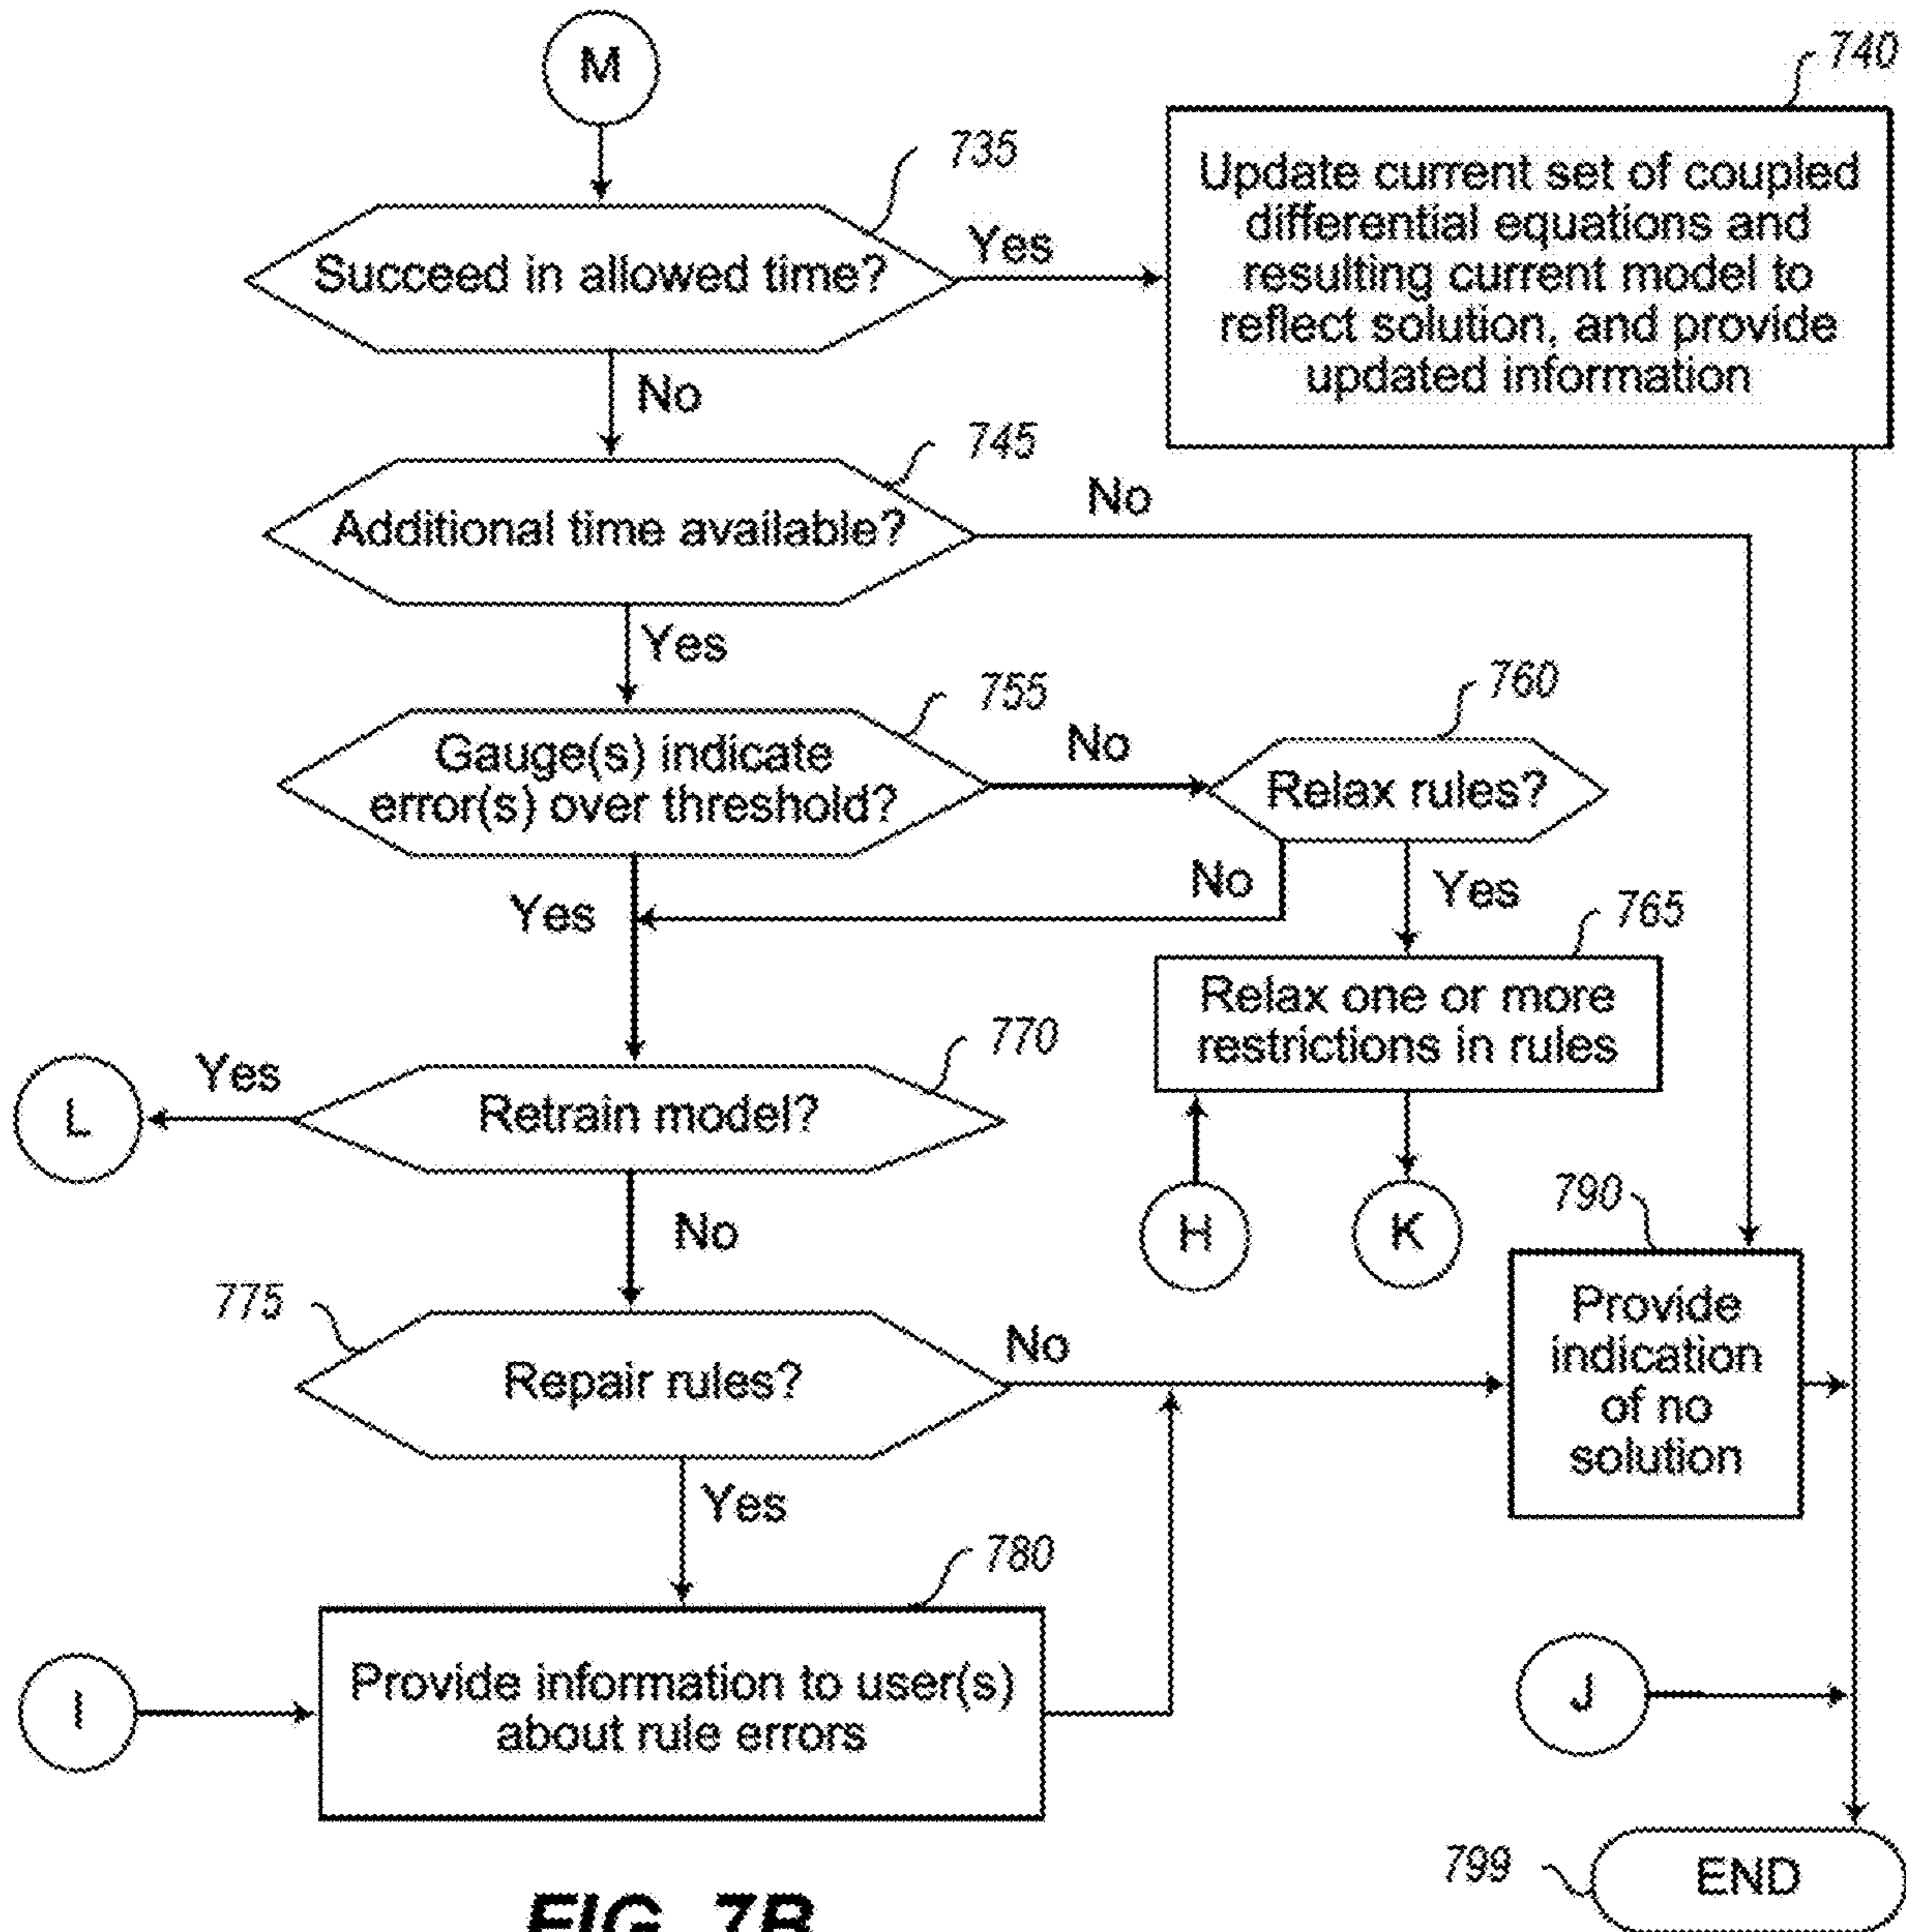 M
740
735
Update current set of coupled
differential equations and
resulting current model to
reflect solution, and provide
updated information
Succeed in allowed time?
Yes
No
745
Additional time available?
No
Yes
755
760
Gauge(s) indicate
error(s) over threshold?
No
Relax rules?
Yes
No
Yes
765
Relax one or more
restrictions in rules
770
L
Yes
Retrain model?
No
H
K
790
775
Repair rules?
No
Provide
indication
of no
solution
Yes
780
I
Provide information to user(s)
about rule errors
J
799
END
FIG. 7B